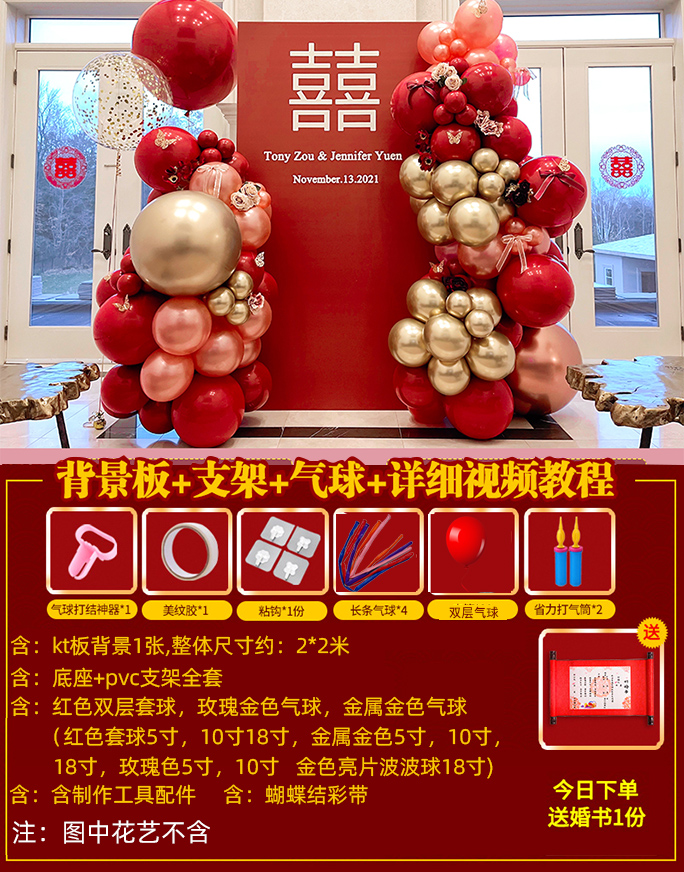 囍
Tony Zou & Jennifer Yuen
November.13.2021
囍
囍
背景板+支架+气球+详细视频教程
气球打结神器*1
美纹胶*1
粘钩*1份
长条气球*4
双层气球
省力打气筒*2
含：kt板背景1张,整体尺寸约：2*2米
含：底座+pvc支架全套
含：红色双层套球，玫瑰金色气球，金属金色气球
（红色套球5寸，10寸18寸，金属金色5寸，10寸，
18寸，玫瑰色5寸，10寸 金色亮片波波球18寸)
含：含制作工具配件 含：蝴蝶结彩带
注：图中花艺不含
送
今日下单
送婚书1份